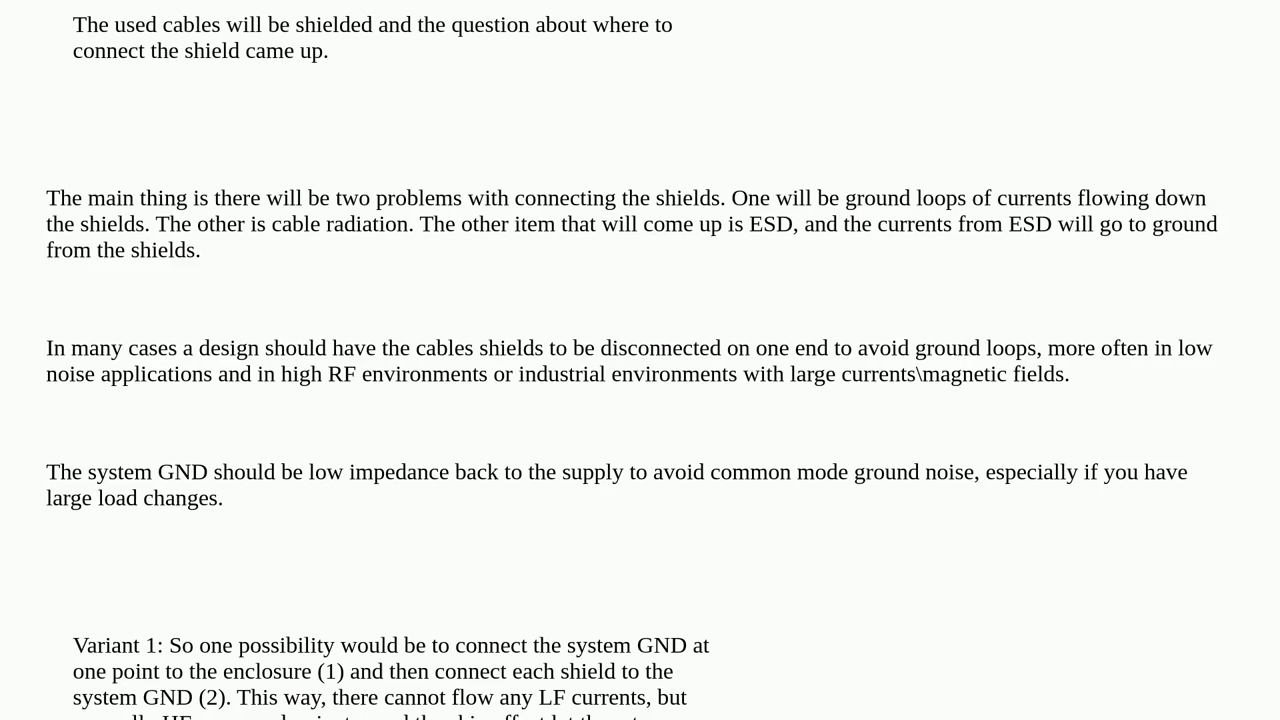 The used cables will be shielded and the question about where to
connect the shield came up.
The main thing is there will be two problems with connecting the shields. One will be ground loops of currents flowing down
the shields. The other is cable radiation. The other item that will come up is ESD, and the currents from ESD will go to ground
from the shields.
In many cases a design should have the cables shields to be disconnected on one end to avoid ground loops, more often in low
noise applications and in high RF environments or industrial environments with large currents\magnetic fields.
The system GND should be low impedance back to the supply to avoid common mode ground noise, especially if you have
large load changes.
Variant 1: So one possibility would be to connect the system GND at
one point to the enclosure (1) and then connect each shield to the
system GND (2). This way, there cannot flow any LF currents, but